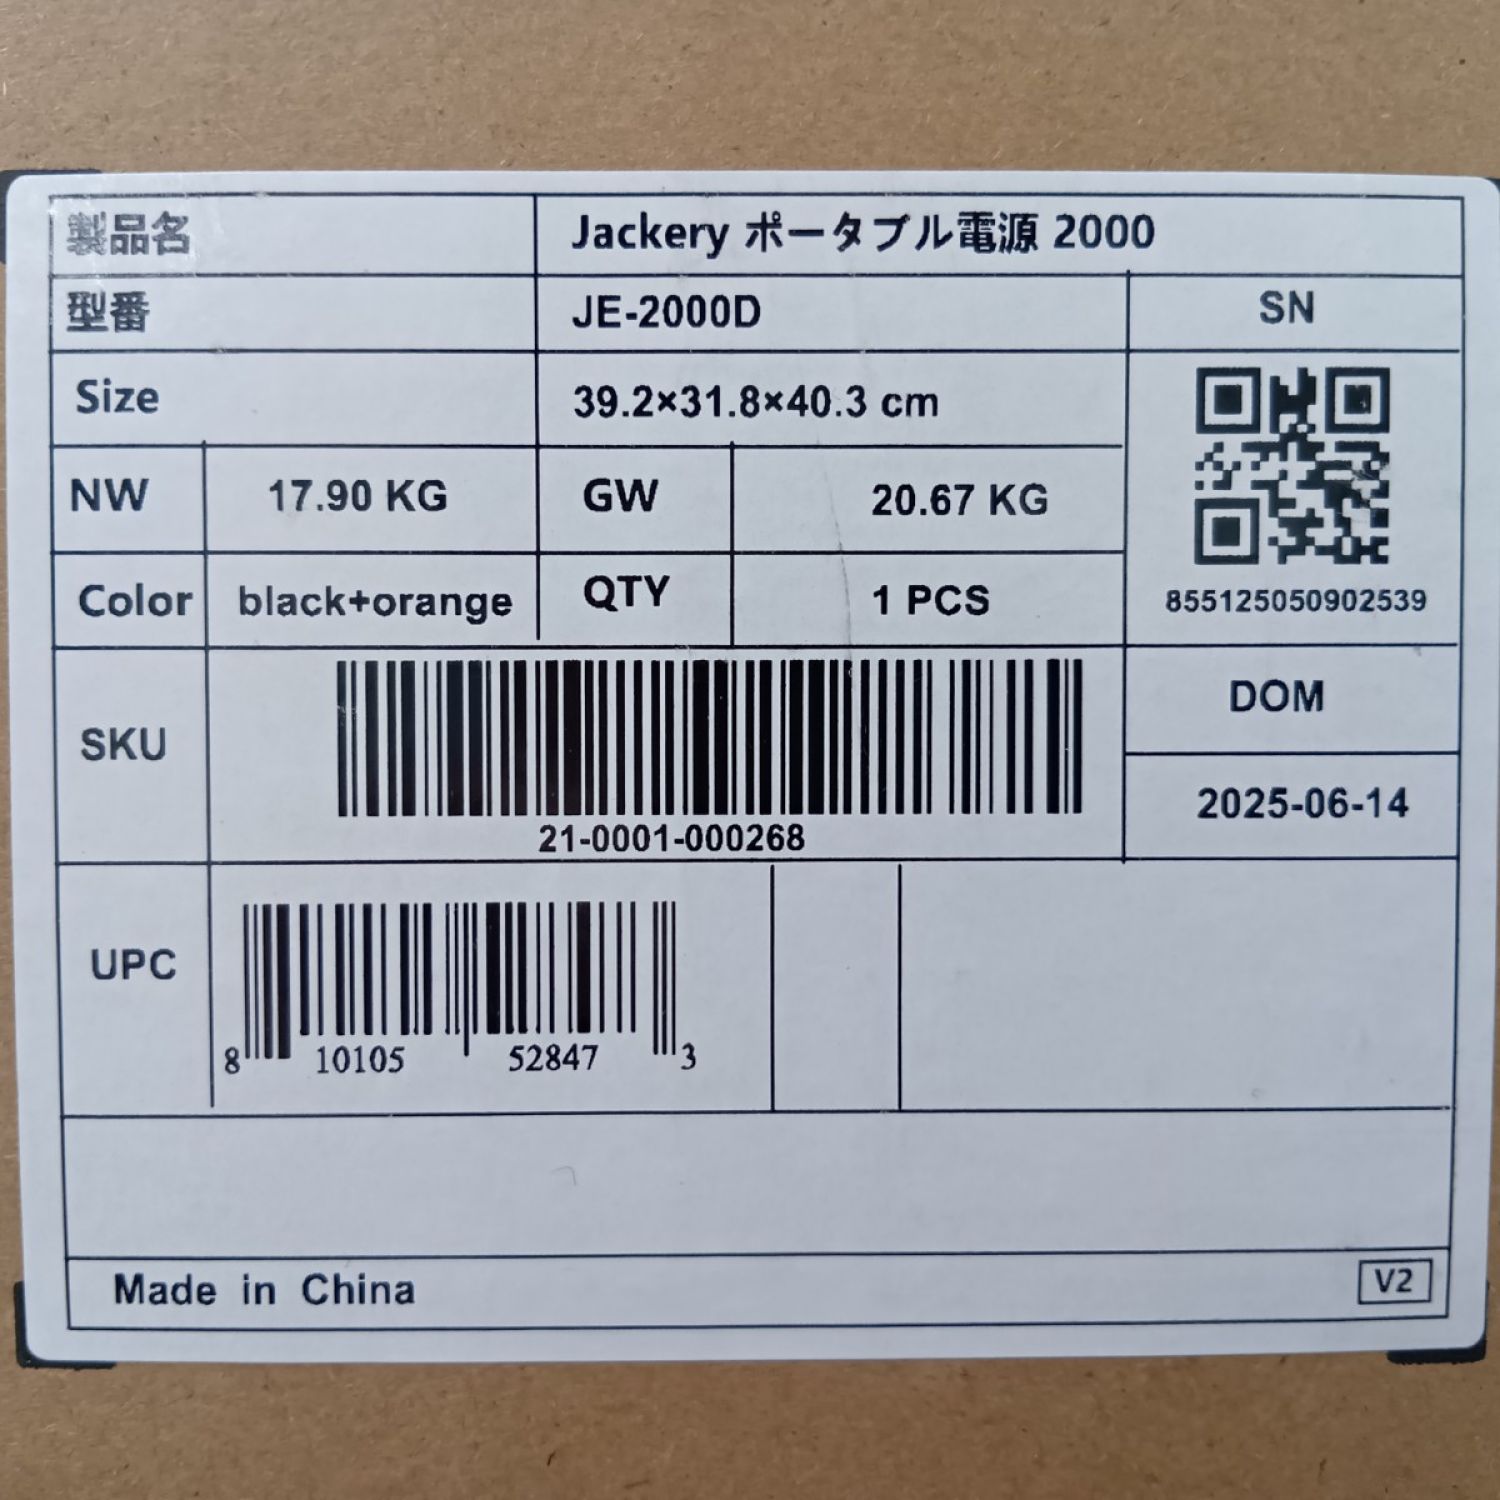 製品名 Jackery ポータブル電源 2000
型番 JE-2000D SN
Size 39.2×31.8×40.3 cm
NW 17.90 KG GW 20.67 KG
855125050902539
Color black+orange QTY 1 PCS
SKU
21-0001-000268
DOM
2025-06-14
UPC
8 10105 52847 3
Made in China V2